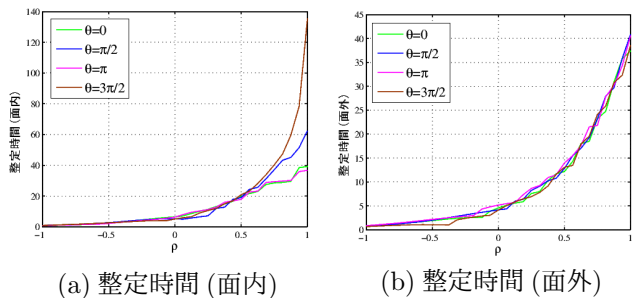 140
120
100
80
60
40
20
0
-1
-0.5
0
0.5
1
ρ
整定時間 (面内)
θ=0
θ=π/2
θ=π
θ=3π/2
(a) 整定時間 (面内)
45
40
35
30
25
20
15
10
5
0
-1
-0.5
0
0.5
1
ρ
整定時間 (面外)
θ=0
θ=π/2
θ=π
θ=3π/2
(b) 整定時間 (面外)